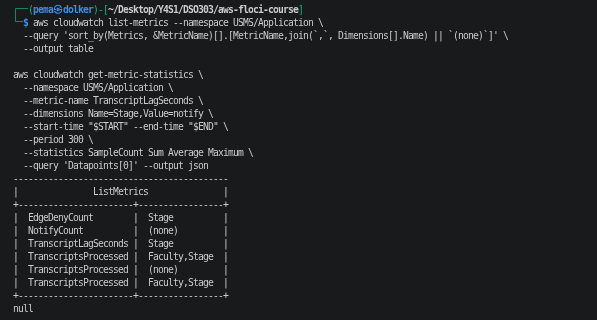 ┌──(pema㉿dolker)-[~/Desktop/Y4S1/DSO303/aws-floci-course]
└─$ aws cloudwatch list-metrics --namespace USMS/Application \
  --query 'sort_by(Metrics, &MetricName)[].[MetricName,join(`,`, Dimensions[].Name) || `(none)`]' \
  --output table

aws cloudwatch get-metric-statistics \
  --namespace USMS/Application \
  --metric-name TranscriptLagSeconds \
  --dimensions Name=Stage,Value=notify \
  --start-time "$START" --end-time "$END" \
  --period 300 \
  --statistics SampleCount Sum Average Maximum \
  --query 'Datapoints[0]' --output json
-------------------------------------------
|               ListMetrics               |
+-----------------------+-----------------+
|  EdgeDenyCount        |  Stage          |
|  NotifyCount          |  (none)         |
|  TranscriptLagSeconds |  Stage          |
|  TranscriptsProcessed |  Faculty,Stage  |
|  TranscriptsProcessed |  (none)         |
|  TranscriptsProcessed |  Faculty,Stage  |
+-----------------------+-----------------+
null